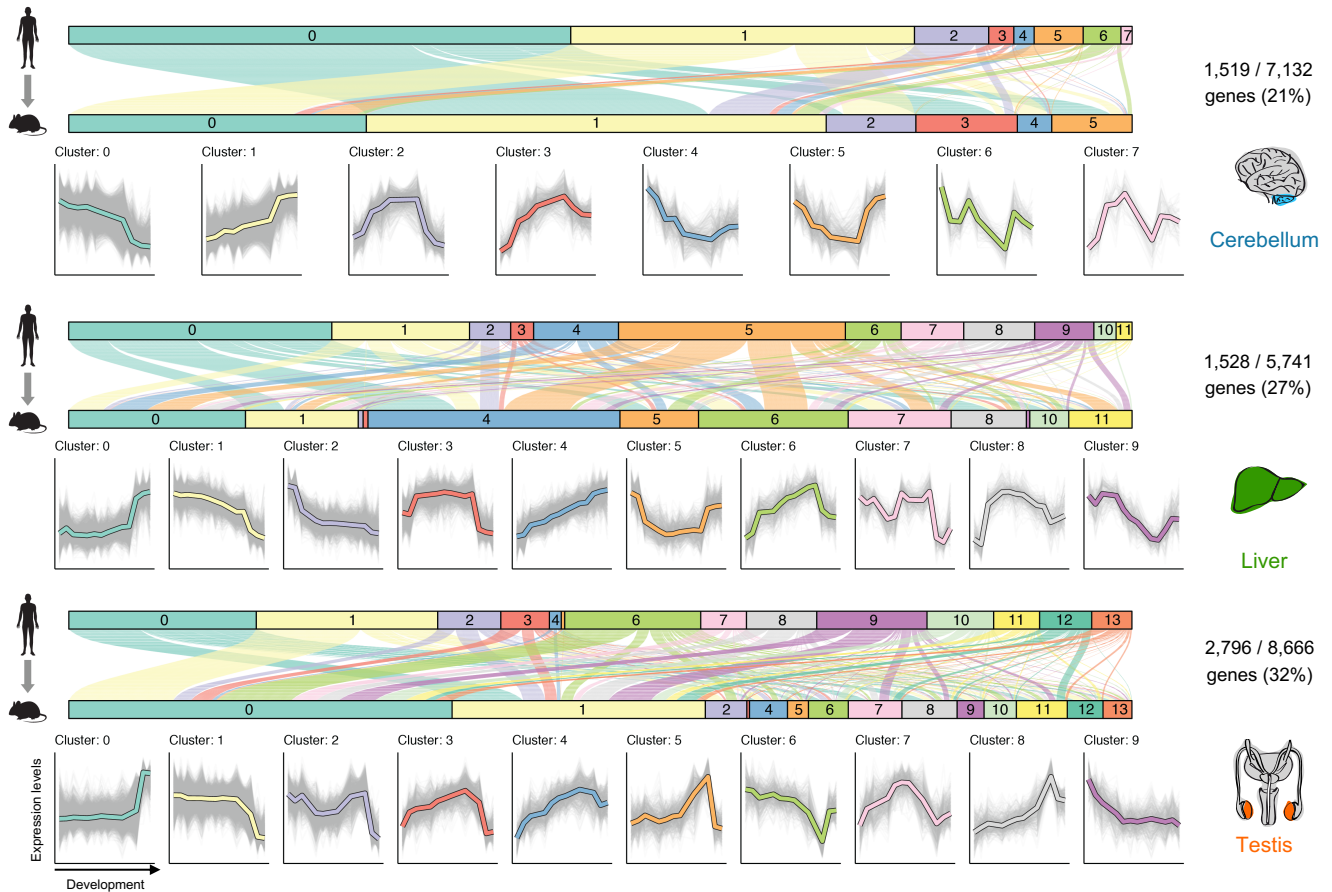 0 1 2 3 4 5 6 7
1,519 / 7,132
genes (21%)
0 1 2 3 4 5
Cluster: 0 Cluster: 1 Cluster: 2 Cluster: 3 Cluster: 4 Cluster: 5 Cluster: 6 Cluster: 7
Cerebellum
0 1 2 3 4 5 6 7 8 9 10 11
1,528 / 5,741
genes (27%)
0 1 4 5 6 7 8 10 11
Cluster: 0 Cluster: 1 Cluster: 2 Cluster: 3 Cluster: 4 Cluster: 5 Cluster: 6 Cluster: 7 Cluster: 8 Cluster: 9
Liver
0 1 2 3 4 6 7 8 9 10 11 12 13
2,796 / 8,666
genes (32%)
0 1 2 4 5 6 7 8 9 10 11 12 13
Cluster: 0 Cluster: 1 Cluster: 2 Cluster: 3 Cluster: 4 Cluster: 5 Cluster: 6 Cluster: 7 Cluster: 8 Cluster: 9
Expression levels
Testis
Development